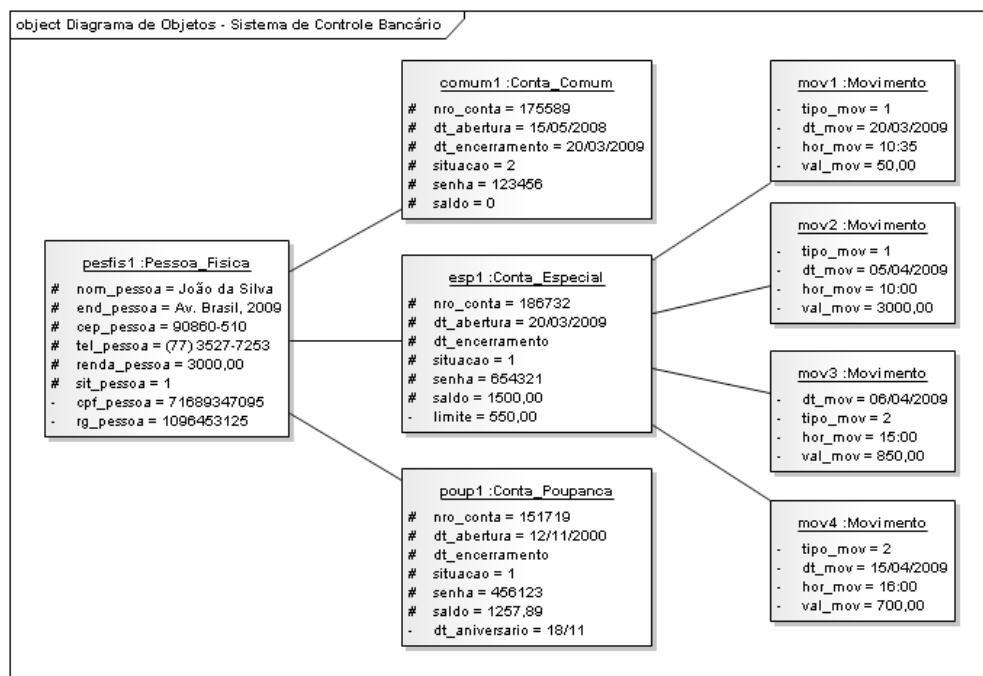 object Diagrama de Objetos - Sistema de Controle Bancário
pesfis1 :Pessoa_Fisica
# nom_pessoa = João da Silva
# end_pessoa = Av. Brasil, 2009
# cep_pessoa = 90860-510
# tel_pessoa = (77) 3527-7253
# renda_pessoa = 3000,00
# sit_pessoa = 1
- cpf_pessoa = 71689347095
- rg_pessoa = 1096453125
comum1 :Conta_Comum
# nro_conta = 175589
# dt_abertura = 15/05/2008
# dt_encerramento = 20/03/2009
# situacao = 2
# senha = 123456
# saldo = 0
esp1 :Conta_Especial
# nro_conta = 186732
# dt_abertura = 20/03/2009
# dt_encerramento
# situacao = 1
# senha = 654321
# saldo = 1500,00
- limite = 550,00
poup1 :Conta_Poupanca
# nro_conta = 151719
# dt_abertura = 12/11/2000
# dt_encerramento
# situacao = 1
# senha = 456123
# saldo = 1257,89
- dt_aniversario = 18/11
mov1 :Movimento
- tipo_mov = 1
- dt_mov = 20/03/2009
- hor_mov = 10:35
- val_mov = 50,00
mov2 :Movimento
- tipo_mov = 1
- dt_mov = 05/04/2009
- hor_mov = 10:00
- val_mov = 3000,00
mov3 :Movimento
- dt_mov = 06/04/2009
- tipo_mov = 2
- hor_mov = 15:00
- val_mov = 850,00
mov4 :Movimento
- tipo_mov = 2
- dt_mov = 15/04/2009
- hor_mov = 16:00
- val_mov = 700,00